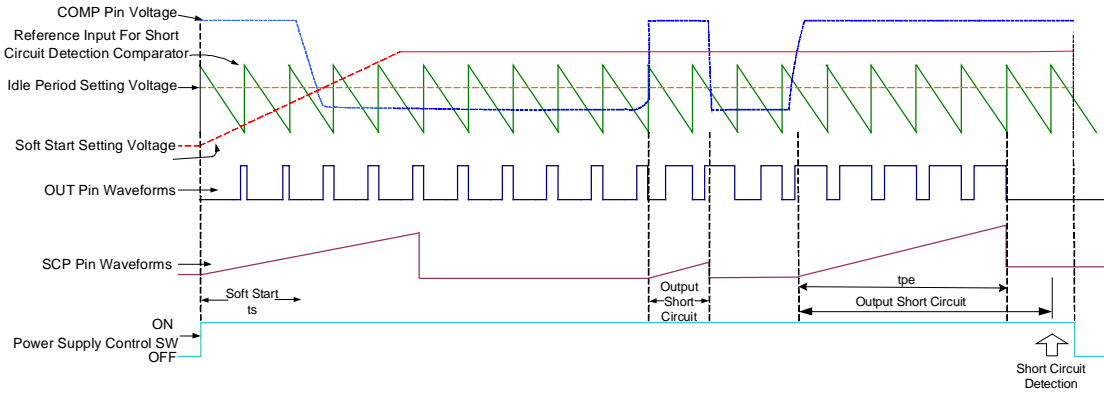 COMP Pin Voltage
Reference Input For Short
Circuit Detection Comparator
Idle Period Setting Voltage
Soft Start Setting Voltage
OUT Pin Waveforms
SCP Pin Waveforms
Soft Start
ts
Output
Short
Circuit
tpe
Output Short Circuit
ON
Power Supply Control SW
OFF
Short Circuit
Detection